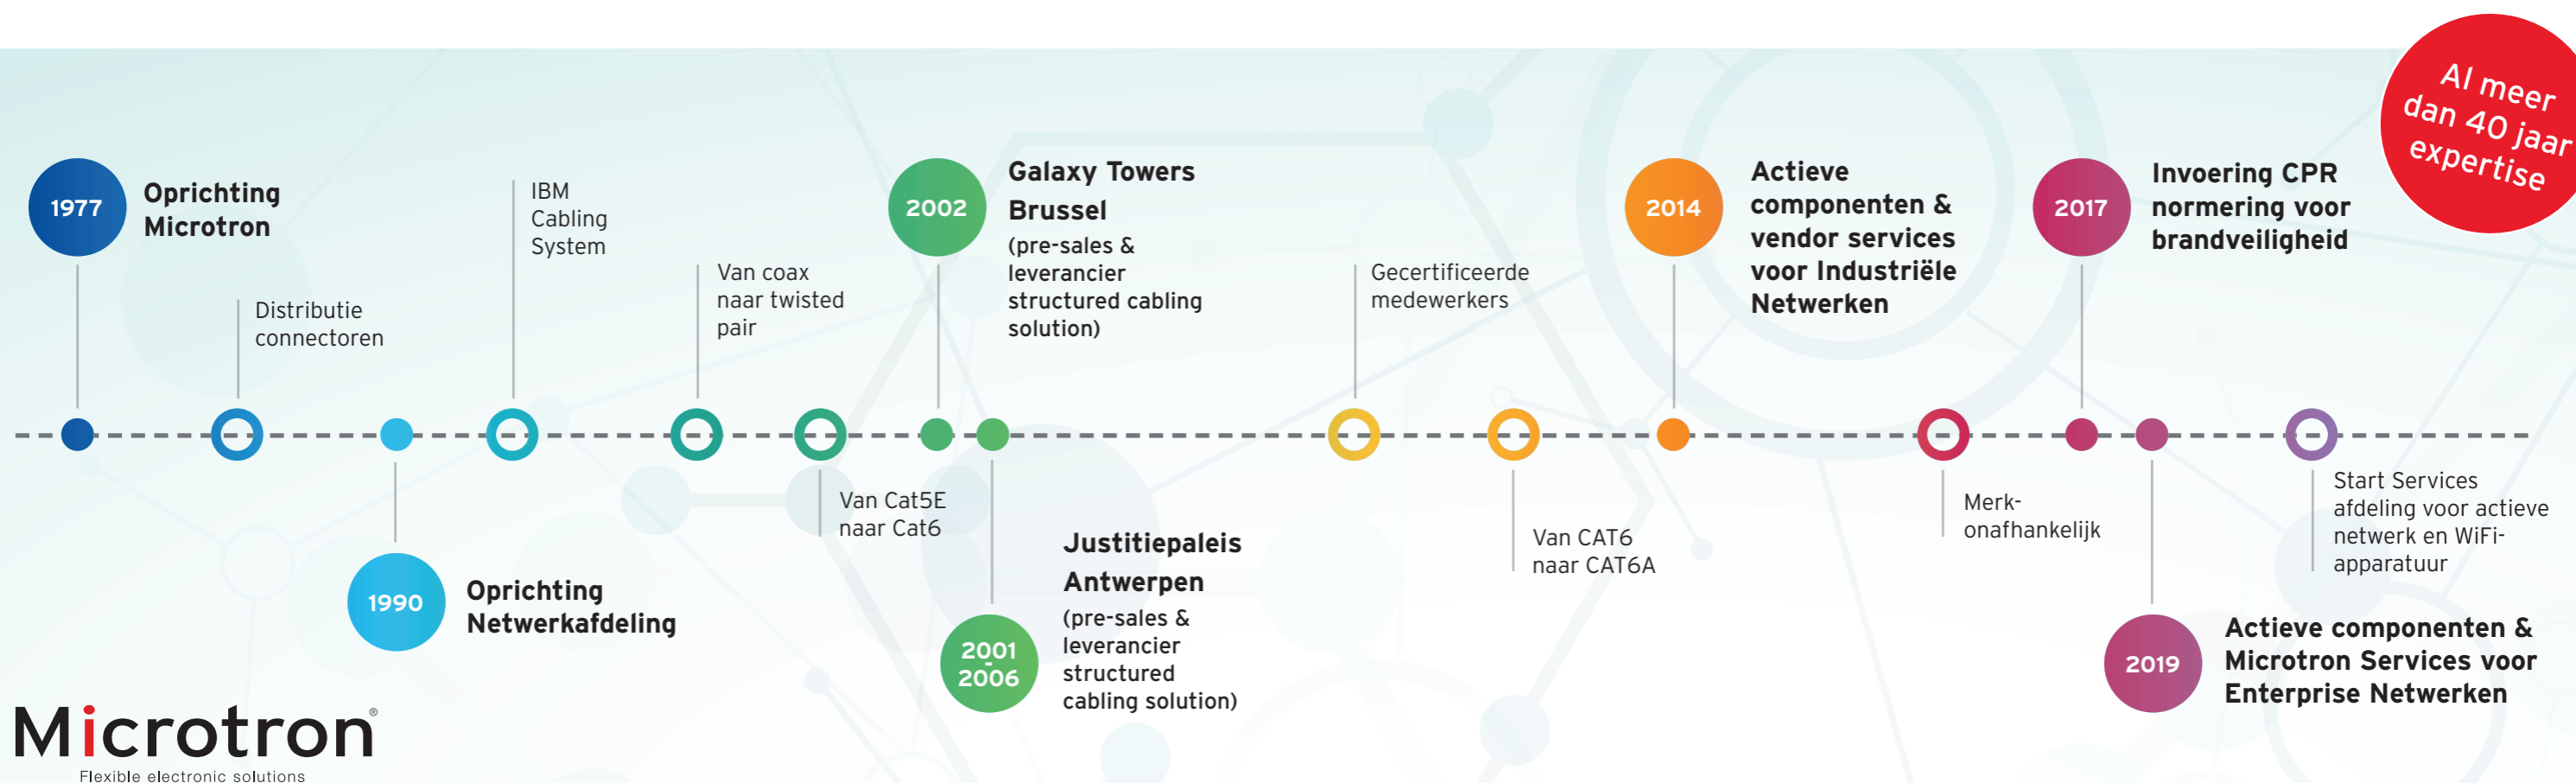 Al meer
dan 40 jaar
expertise
1977
Oprichting
Microtron
Distributie
connectoren
1990
Oprichting
Netwerkafdeling
IBM
Cabling
System
Van coax
naar twisted
pair
Van Cat5E
naar Cat6
2002
Galaxy Towers
Brussel
(pre-sales &
leverancier
structured cabling
solution)
2001
-
2006
Justitiepaleis
Antwerpen
(pre-sales &
leverancier
structured
cabling solution)
Gecertificeerde
medewerkers
Van CAT6
naar CAT6A
2014
Actieve
componenten &
vendor services
voor Industriële
Netwerken
Merk-
onafhankelijk
2017
Invoering CPR
normering voor
brandveiligheid
2019
Actieve componenten &
Microtron Services voor
Enterprise Netwerken
Start Services
afdeling voor actieve
netwerk en WiFi-
apparatuur
Microtron®
Flexible electronic solutions